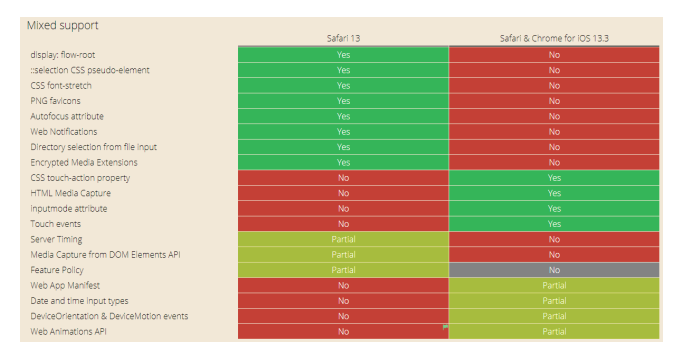 Mixed support
Safari 13 Safari & Chrome for iOS 13.3
display: flow-root Yes No
::selection CSS pseudo-element Yes No
CSS font-stretch Yes No
PNG favicons Yes No
Autofocus attribute Yes No
Web Notifications Yes No
Directory selection from file input Yes No
Encrypted Media Extensions Yes No
CSS touch-action property No Yes
HTML Media Capture No Yes
inputmode attribute No Yes
Touch events No Yes
Server Timing Partial No
Media Capture from DOM Elements API Partial No
Feature Policy Partial No
Web App Manifest No Partial
Date and time input types No Partial
DeviceOrientation & DeviceMotion events No Partial
Web Animations API No Partial